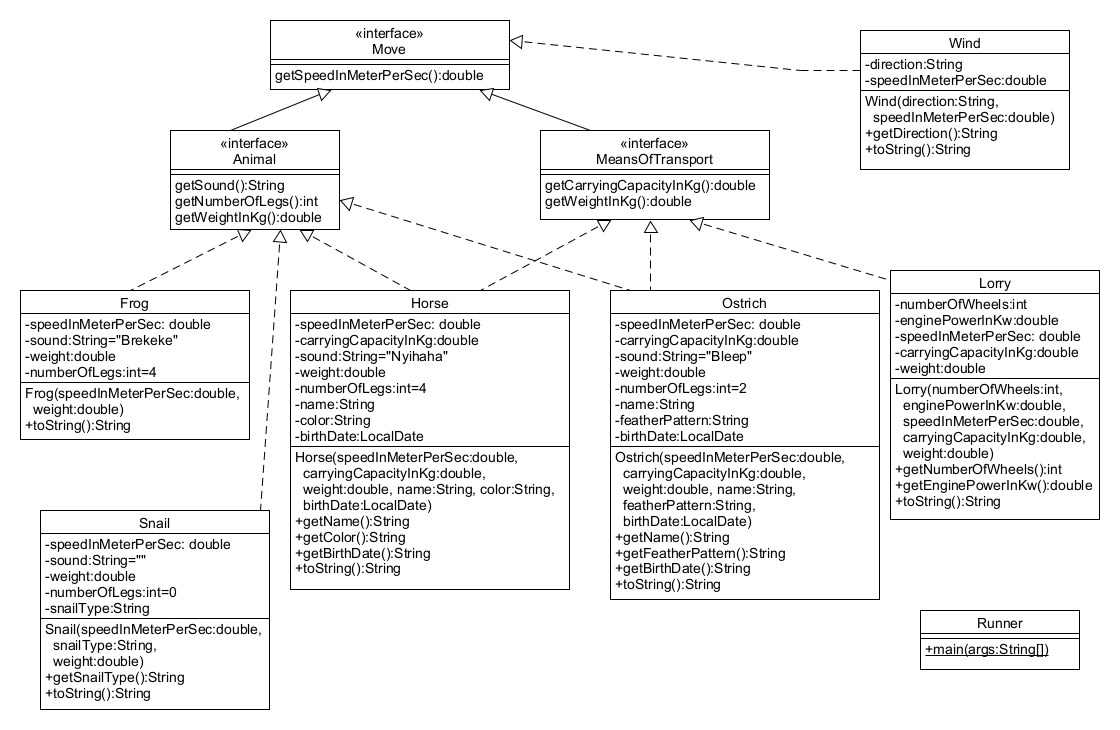 «interface»
Move
getSpeedInMeterPerSec():double
Wind
-direction:String
-speedInMeterPerSec:double
Wind(direction:String,
speedInMeterPerSec:double)
+getDirection():String
+toString():String
«interface»
Animal
getSound():String
getNumberOfLegs():int
getWeightInKg():double
«interface»
MeansOfTransport
getCarryingCapacityInKg():double
getWeightInKg():double
Frog
-speedInMeterPerSec: double
-sound:String="Brekeke"
-weight:double
-numberOfLegs:int=4
Frog(speedInMeterPerSec:double,
weight:double)
+toString():String
Horse
-speedInMeterPerSec: double
-carryingCapacityInKg:double
-sound:String="Nyihaha"
-weight:double
-numberOfLegs:int=4
-name:String
-color:String
-birthDate:LocalDate
Horse(speedInMeterPerSec:double,
carryingCapacityInKg:double,
weight:double, name:String, color:String,
birthDate:LocalDate)
+getName():String
+getColor():String
+getBirthDate():String
+toString():String
Ostrich
-speedInMeterPerSec: double
-carryingCapacityInKg:double
-sound:String="Bleep"
-weight:double
-numberOfLegs:int=2
-name:String
-featherPattern:String
-birthDate:LocalDate
Ostrich(speedInMeterPerSec:double,
carryingCapacityInKg:double,
weight:double, name:String,
featherPattern:String,
birthDate:LocalDate)
+getName():String
+getFeatherPattern():String
+getBirthDate():String
+toString():String
Lorry
-numberOfWheels:int
-enginePowerInKw:double
-speedInMeterPerSec: double
-carryingCapacityInKg:double
-weight:double
Lorry(numberOfWheels:int,
enginePowerInKw:double,
speedInMeterPerSec:double,
carryingCapacityInKg:double,
weight:double)
+getNumberOfWheels():int
+getEnginePowerInKw():double
+toString():String
Snail
-speedInMeterPerSec: double
-sound:String=""
-weight:double
-numberOfLegs:int=0
-snailType:String
Snail(speedInMeterPerSec:double,
snailType:String,
weight:double)
+getSnailType():String
+toString():String
Runner
+main(args:String[])